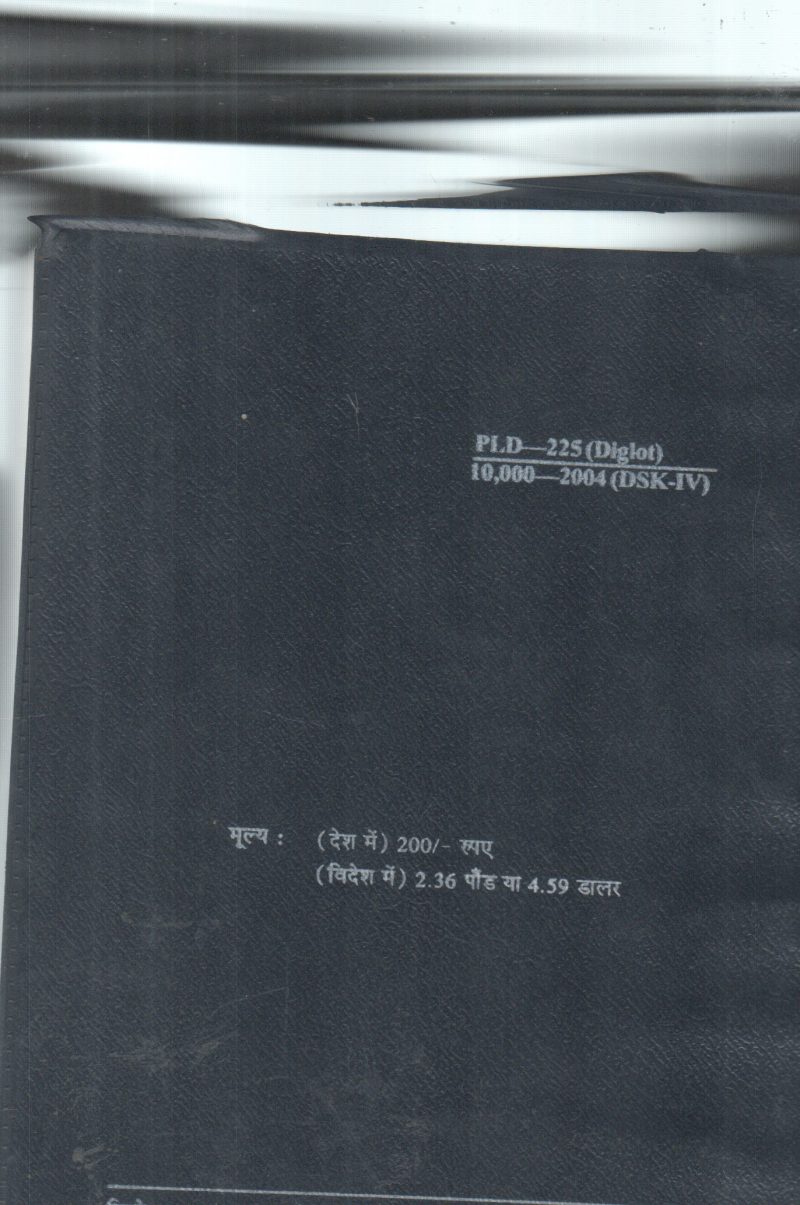 PLD—225 (Diglot)
10,000—2004 (DSK-IV)
मूल्य : (देश में) 200/- रुपए
(विदेश में) 2.36 पौंड या 4.59 डालर